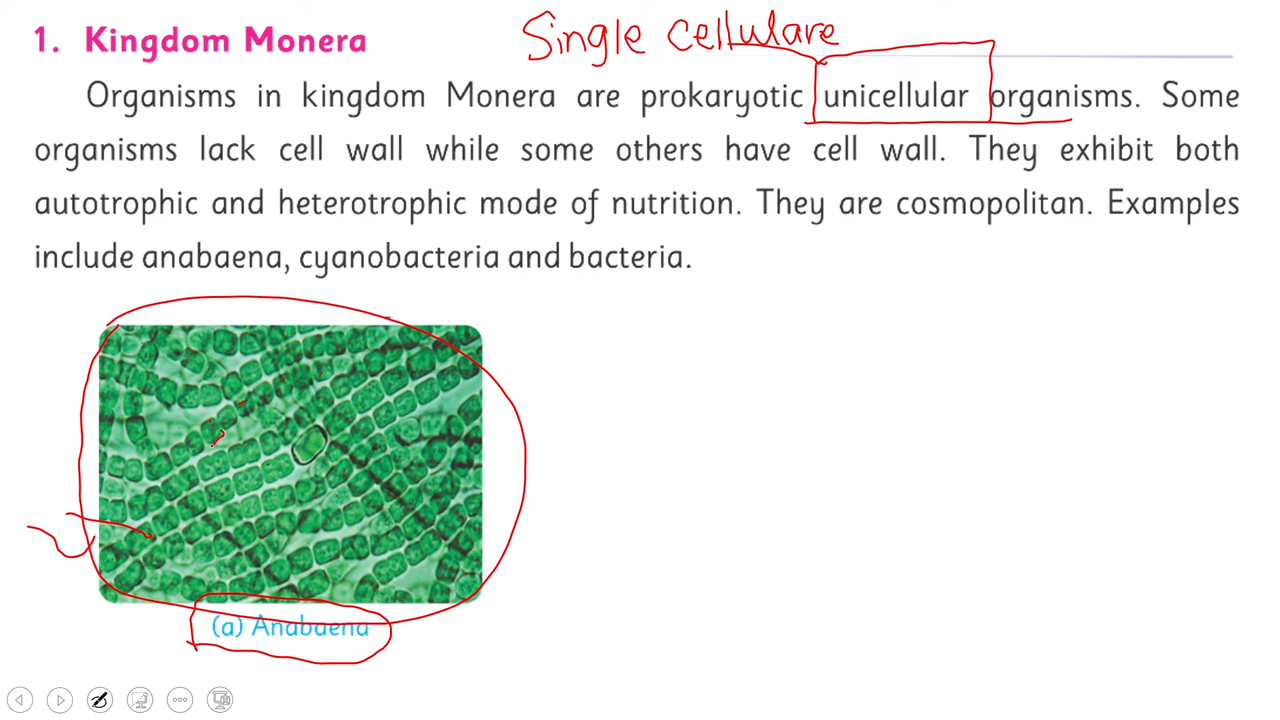 Single cellulare
1. Kingdom Monera
Organisms in kingdom Monera are prokaryotic unicellular organisms. Some
organisms lack cell wall while some others have cell wall. They exhibit both
autotrophic and heterotrophic mode of nutrition. They are cosmopolitan. Examples
include anabaena, cyanobacteria and bacteria.
(a) Anabaena